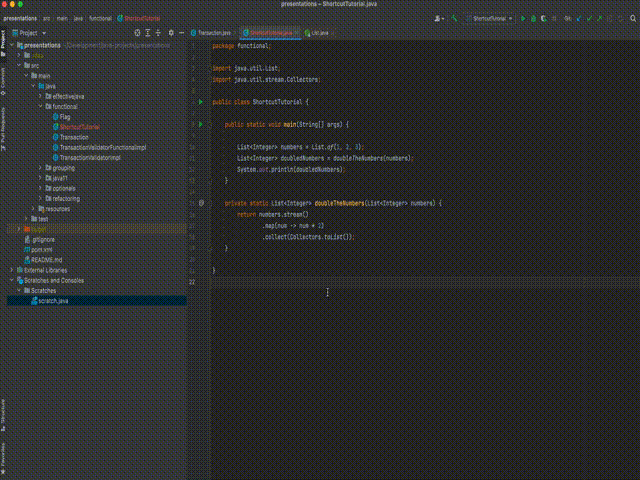 presentations – ShortcutTutorial.java
presentations
src
main
java
functional
ShortcutTutorial
ShortcutTutorial
Git:
Project
Transaction.java
ShortcutTutorial.java
List.java
presentations ~/Development/java-projects/presentations
.idea
src
main
java
effectivejava
functional
Flag
ShortcutTutorial
Transaction
TransactionValidatorFunctionalImpl
TransactionValidatorImpl
grouping
java11
optionals
refactoring
resources
test
target
.gitignore
pom.xml
README.md
External Libraries
Scratches and Consoles
Scratches
scratch.java
Project
Commit
Pull Requests
Structure
Favorites
package functional;
import java.util.List;
import java.util.stream.Collectors;
public class ShortcutTutorial {
public static void main(String[] args) {
List<Integer> numbers = List.of(1, 2, 3);
List<Integer> doubledNumbers = doubleTheNumbers(numbers);
System.out.println(doubledNumbers);
}
private static List<Integer> doubleTheNumbers(List<Integer> numbers) {
return numbers.stream()
.map(num -> num * 2)
.collect(Collectors.toList());
}
}
22